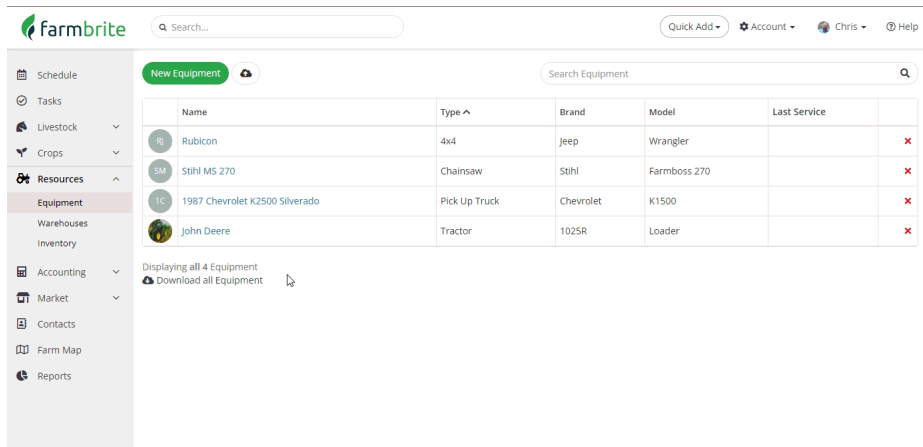 farmbrite
Search...
Quick Add
Account
Chris
Help
Schedule
Tasks
Livestock
Crops
Resources
Equipment
Warehouses
Inventory
Accounting
Market
Contacts
Farm Map
Reports
New Equipment
Search Equipment
Name Type Brand Model Last Service
RJ Rubicon 4x4 Jeep Wrangler
SM Stihl MS 270 Chainsaw Stihl Farmboss 270
1C 1987 Chevrolet K2500 Silverado Pick Up Truck Chevrolet K1500
John Deere Tractor 1025R Loader
Displaying all 4 Equipment
Download all Equipment